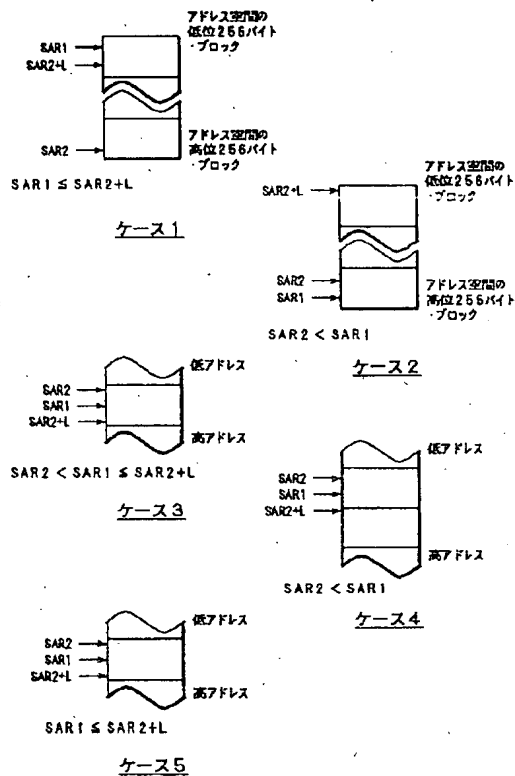 アドレス空間の
低位256バイト
・ブロック
SAR1
SAR2+L
アドレス空間の
高位256バイト
・ブロック
SAR2
SAR1 ≦ SAR2+L
ケース1
アドレス空間の
低位256バイト
・ブロック
SAR2+L
SAR2
SAR1
アドレス空間の
高位256バイト
・ブロック
SAR2 < SAR1
ケース2
低アドレス
SAR2
SAR1
SAR2+L
高アドレス
SAR2 < SAR1 ≦ SAR2+L
ケース3
低アドレス
SAR2
SAR1
SAR2+L
高アドレス
SAR2 < SAR1
ケース4
低アドレス
SAR2
SAR1
SAR2+L
高アドレス
SAR1 ≦ SAR2+L
ケース5